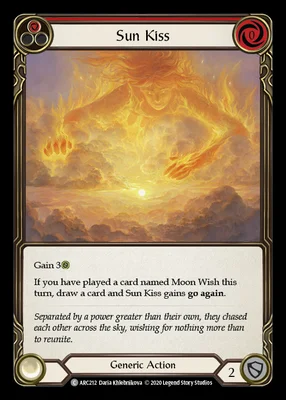 Sun Kiss
0
Gain 3
If you have played a card named Moon Wish this
turn, draw a card and Sun Kiss gains go again.
Separated by a power greater than their own, they chased
each other across the sky, wishing for nothing more than
to reunite.
Generic Action
2
C ARC212 Daria Khlebnikova © 2020 Legend Story Studios